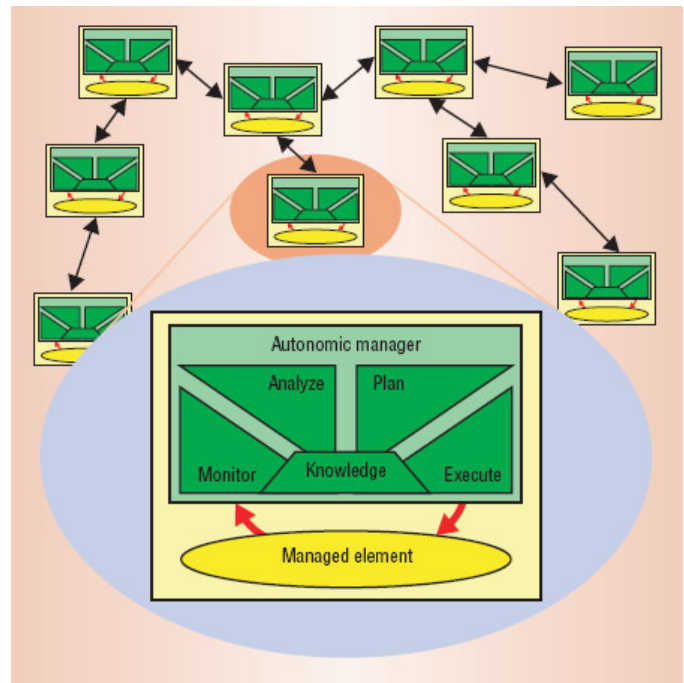 Autonomic manager
Analyze
Plan
Monitor
Knowledge
Execute
Managed element